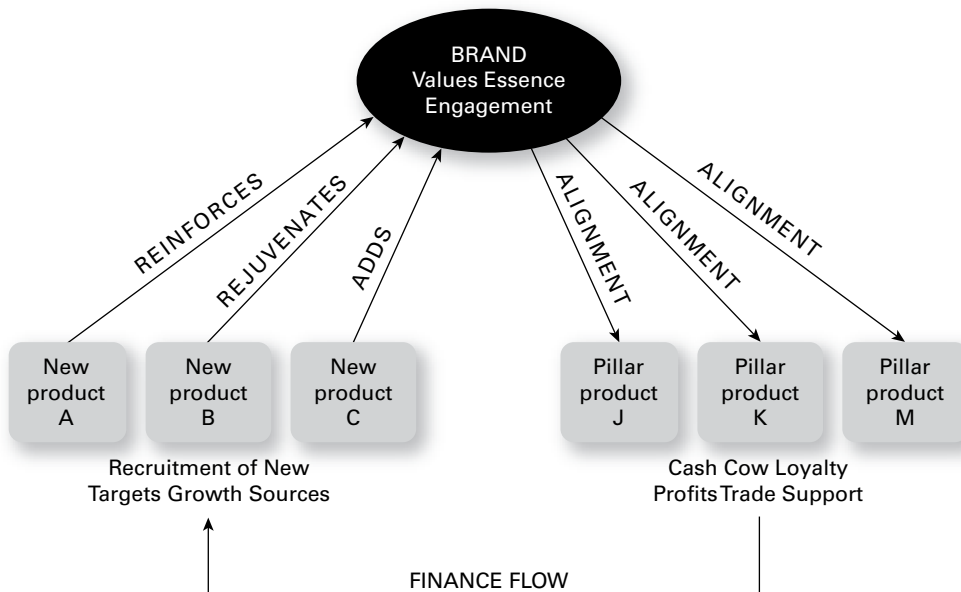 BRAND
Values Essence
Engagement
REINFORCES
REJUVENATES
ADDS
ALIGNMENT
ALIGNMENT
ALIGNMENT
New
product
A
New
product
B
New
product
C
Pillar
product
J
Pillar
product
K
Pillar
product
M
Recruitment of New
Targets Growth Sources
Cash Cow Loyalty
Profits Trade Support
FINANCE FLOW